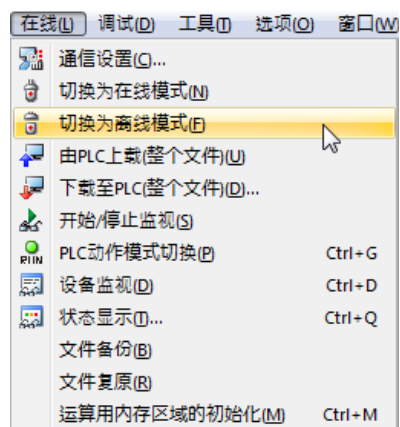 在线(L) 调试(D) 工具(T) 选项(O) 窗口(W
通信设置(C)...
切换为在线模式(N)
切换为离线模式(F)
由PLC上载(整个文件)(U)
下载至PLC(整个文件)(D)...
开始/停止监视(S)
RUN PLC动作模式切换(P) Ctrl+G
设备监视(D) Ctrl+D
状态显示(T)... Ctrl+Q
文件备份(B)
文件复原(R)
运算用内存区域的初始化(M) Ctrl+M